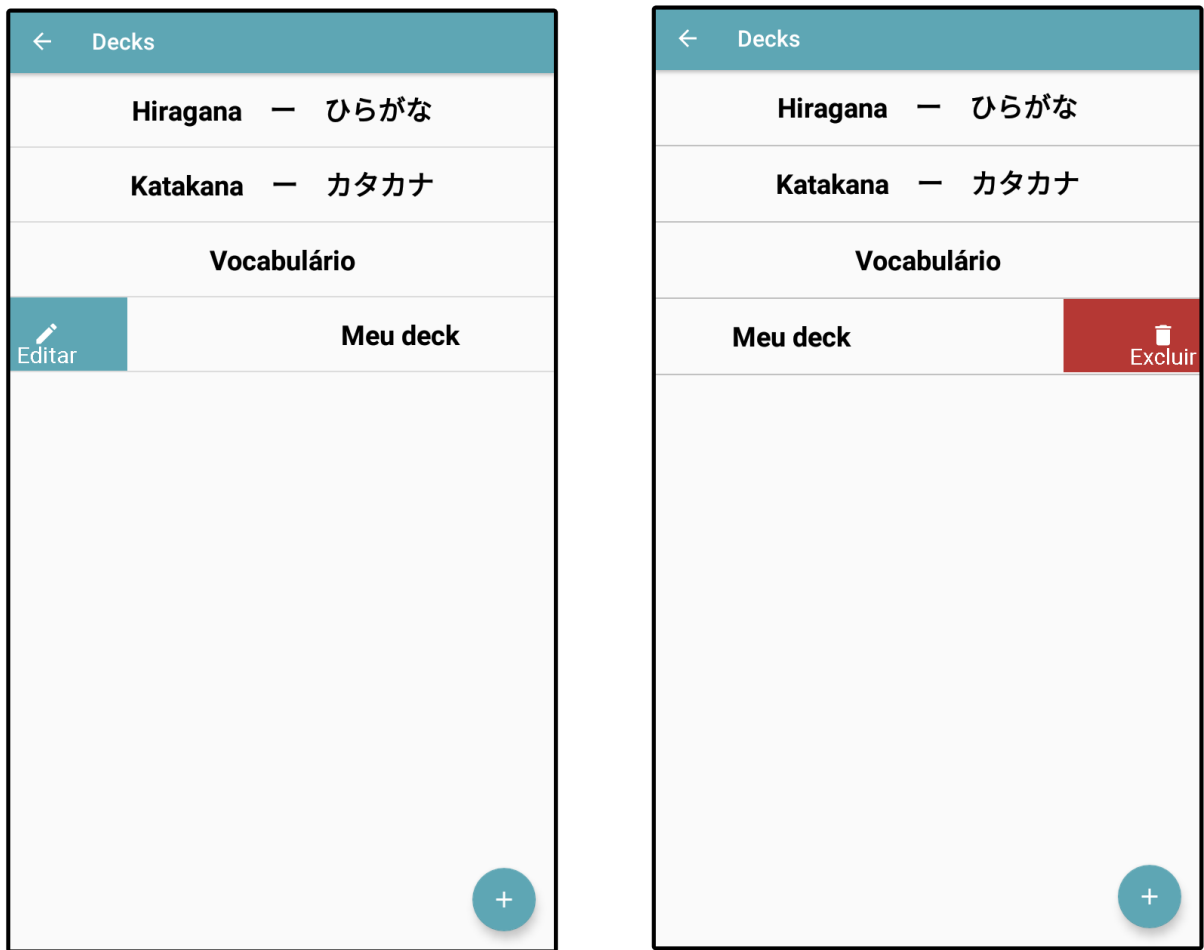 Decks
Hiragana ー ひらがな
Katakana ー カタカナ
Vocabulário
Editar
Meu deck
Decks
Hiragana ー ひらがな
Katakana ー カタカナ
Vocabulário
Meu deck
Excluir